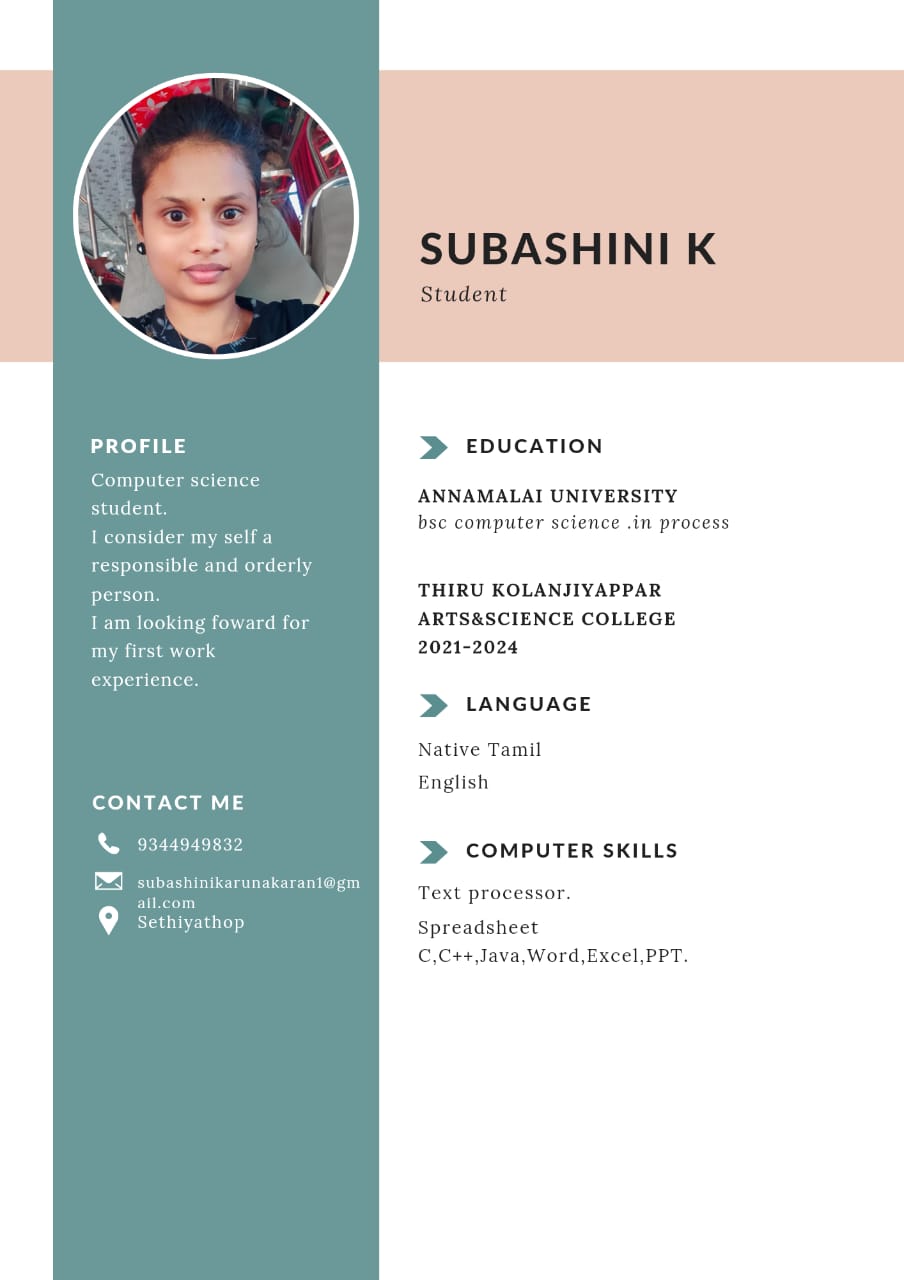 SUBASHINI K
Student
PROFILE
Computer science
student.
I consider my self a
responsible and orderly
person.
I am looking foward for
my first work
experience.
CONTACT ME
9344949832
subashinikarunakaran1@gm
ail.com
Sethiyathop
EDUCATION
ANNAMALAI UNIVERSITY
bsc computer science .in process
THIRU KOLANJIYAPPAR
ARTS&SCIENCE COLLEGE
2021-2024
LANGUAGE
Native Tamil
English
COMPUTER SKILLS
Text processor.
Spreadsheet
C,C++,Java,Word,Excel,PPT.